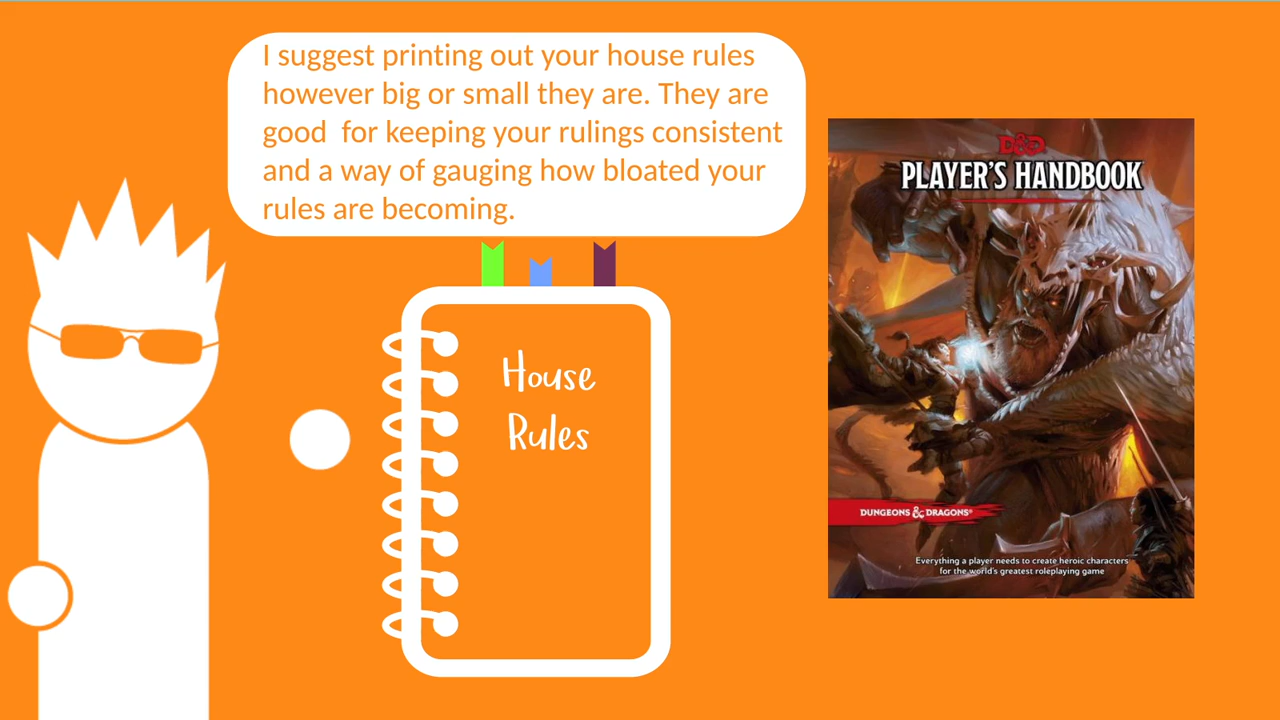 I suggest printing out your house rules
however big or small they are. They are
good  for keeping your rulings consistent
and a way of gauging how bloated your
rules are becoming.
House
Rules
D&D
PLAYER'S HANDBOOK
DUNGEONS & DRAGONS®
Everything a player needs to create heroic characters
for the world's greatest roleplaying game